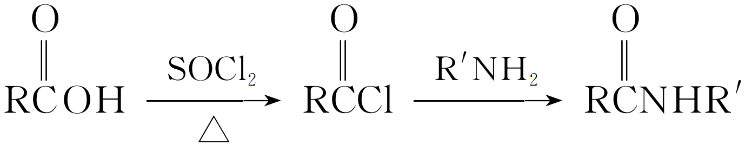 O O O
RCOH SOCl₂ △ RCCl R′NH₂ RCNHR′